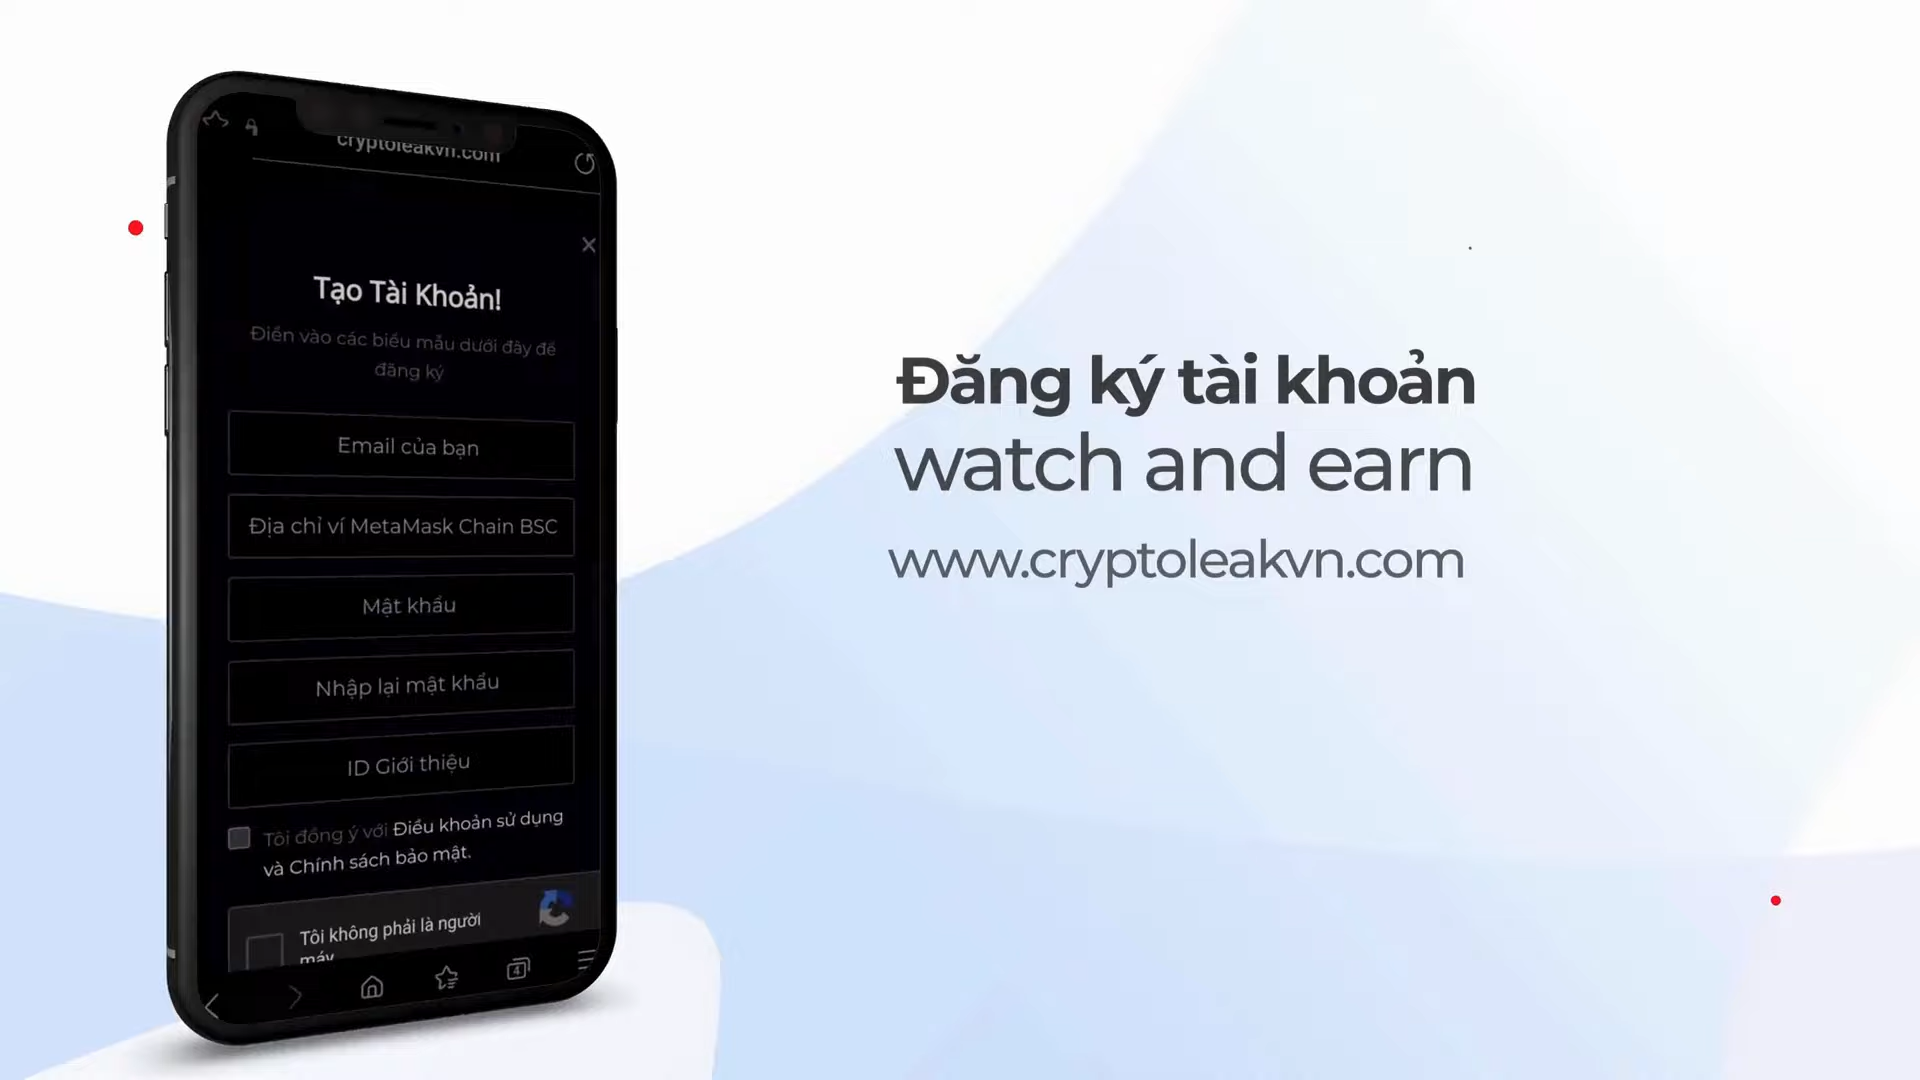 cryptoleakvn.com
Tạo Tài Khoản!
Điền vào các biểu mẫu dưới đây để
đăng ký
Email của bạn
Địa chỉ ví MetaMask Chain BSC
Mật khẩu
Nhập lại mật khẩu
ID Giới thiệu
Tôi đồng ý với Điều khoản sử dụng
và Chính sách bảo mật.
Tôi không phải là người
máy
4
Đăng ký tài khoản
watch and earn
www.cryptoleakvn.com